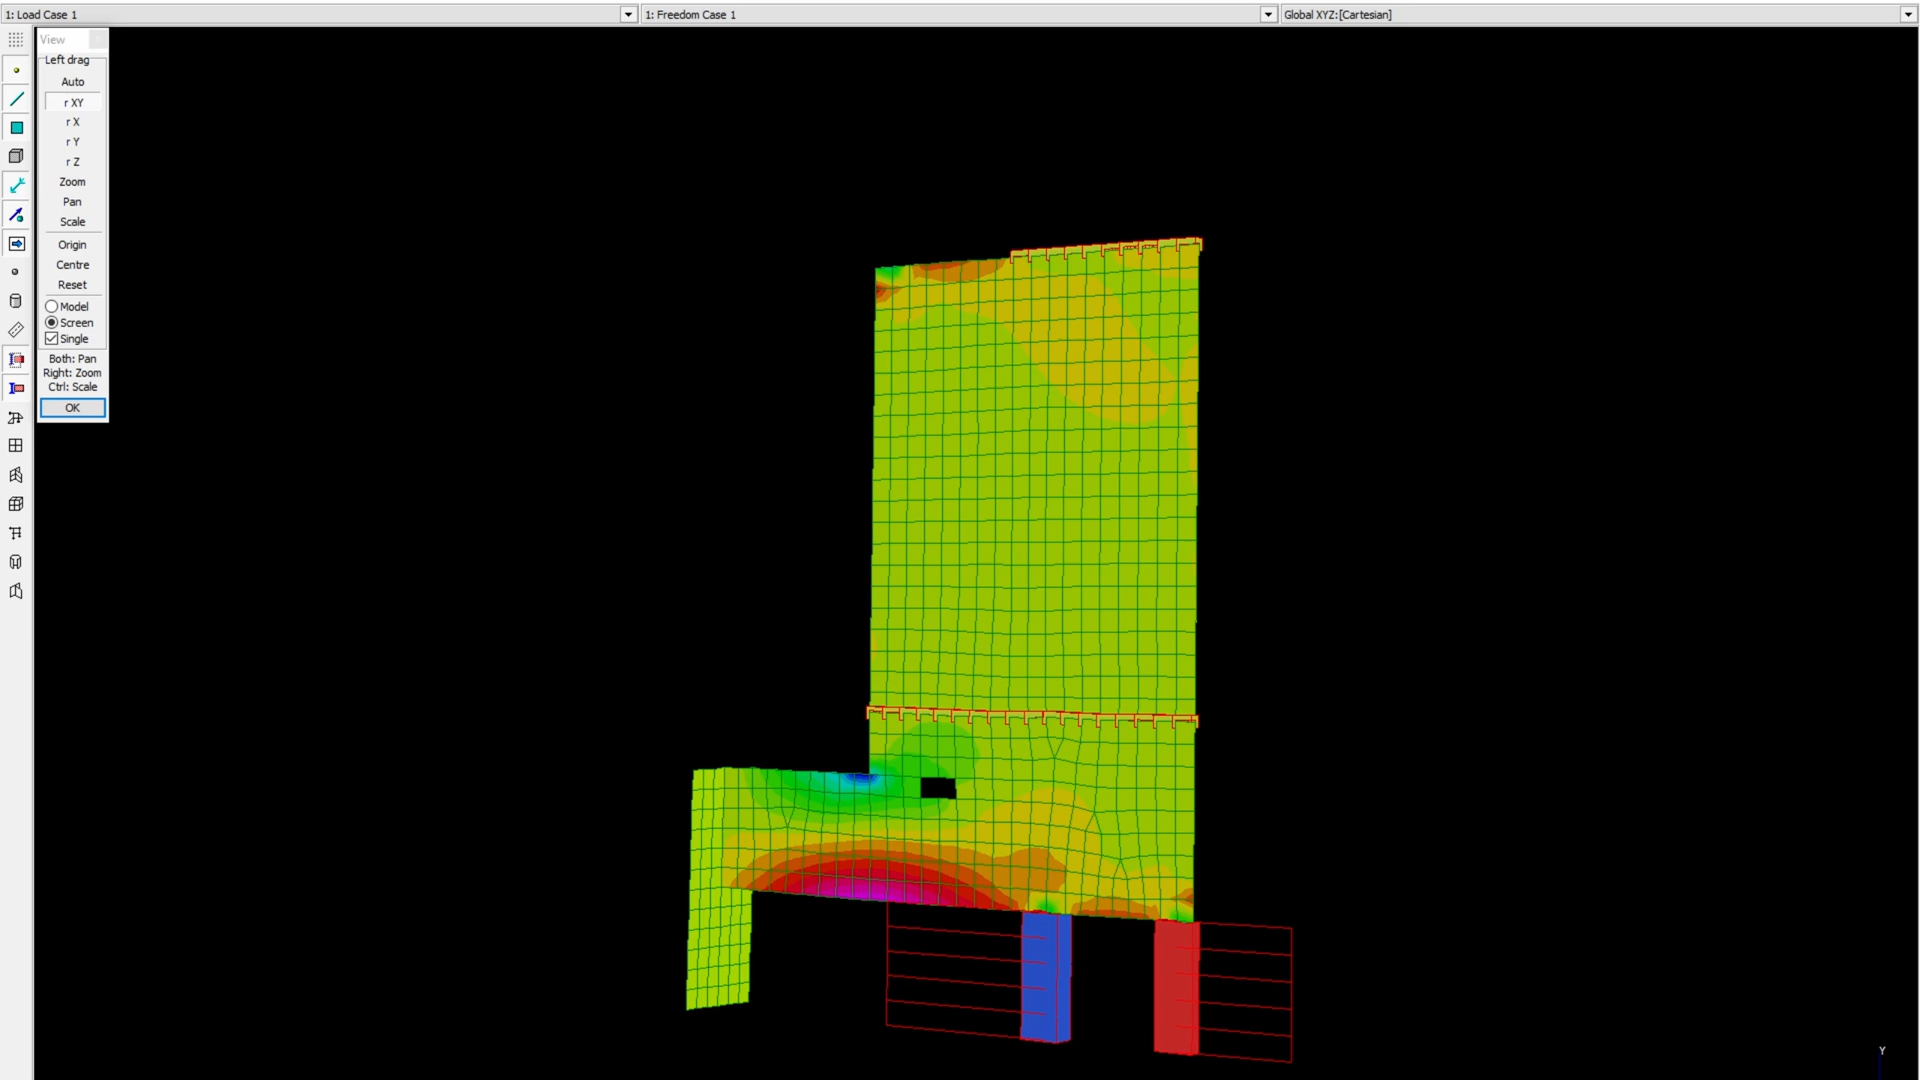 1: Load Case 1
1: Freedom Case 1
Global XYZ:[Cartesian]
View
Left drag
Auto
r XY
r X
r Y
r Z
Zoom
Pan
Scale
Origin
Centre
Reset
Model
Screen
Single
Both: Pan
Right: Zoom
Ctrl: Scale
OK
Y